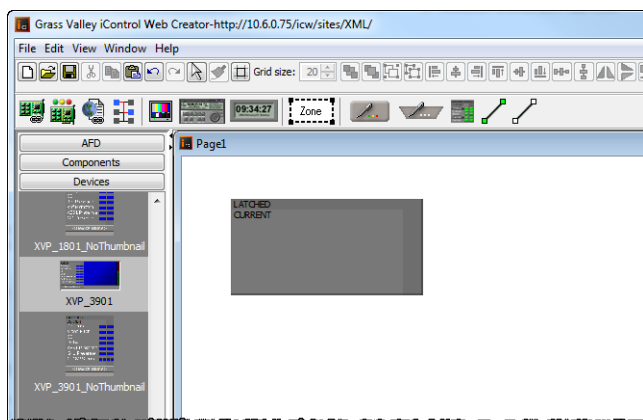 Grass Valley iControl Web Creator-http://10.6.0.75/icw/sites/XML/
File Edit View Window Help
Grid size: 20
09:34:27 Zone
AFD
Components
Devices
Page1
LATCHED
CURRENT
XVP_1801_NoThumbnail
XVP_3901
XVP_3901_NoThumbnail